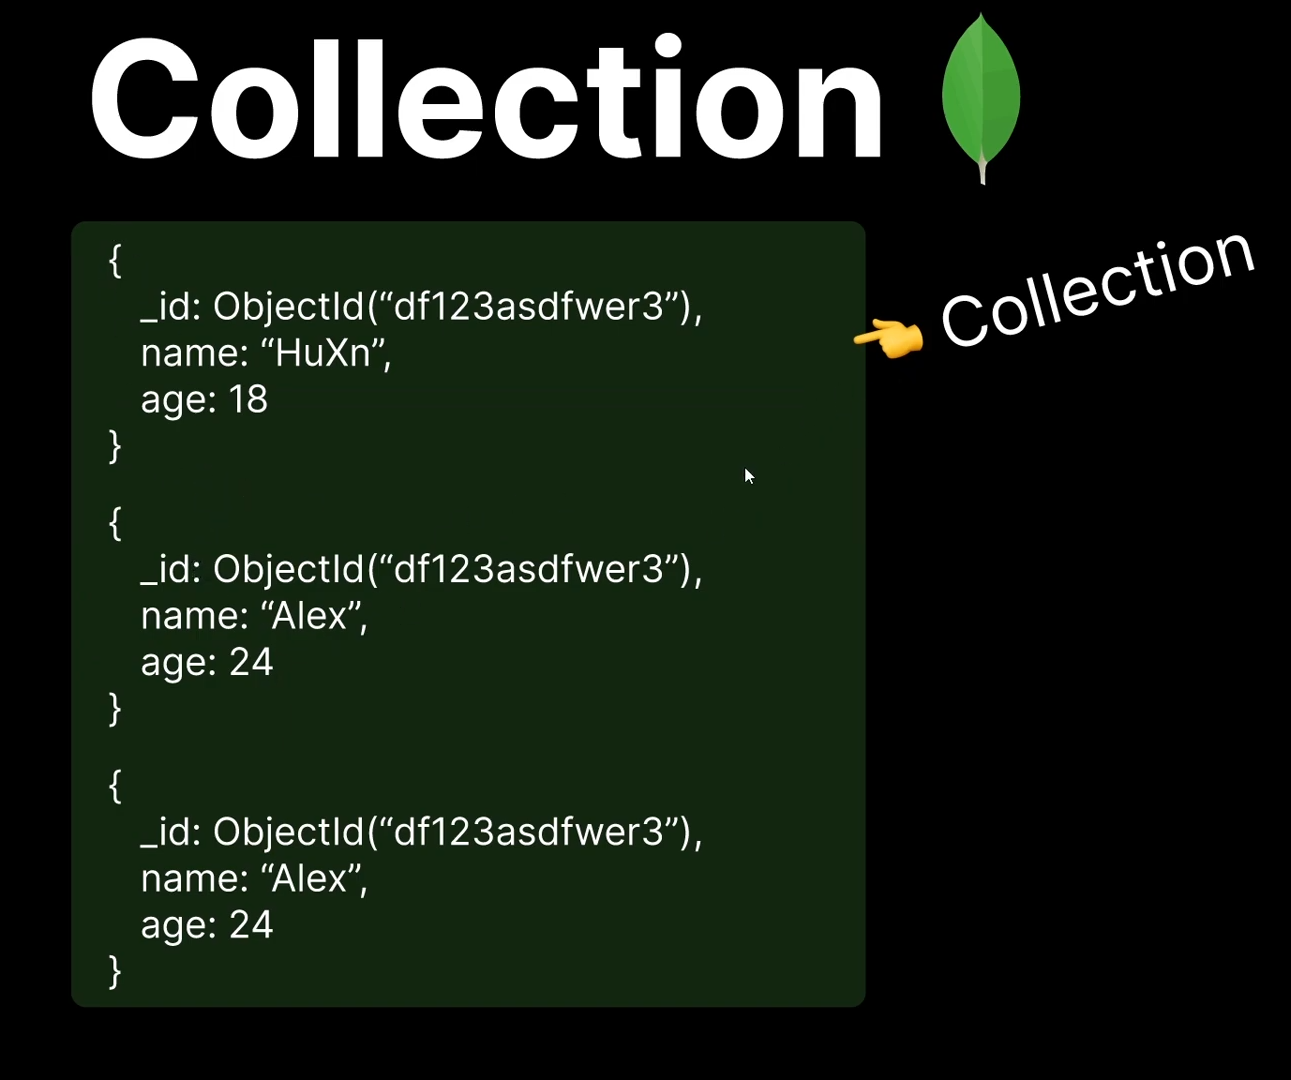 Collection
{
_id: ObjectId(“df123asdfwer3”),
name: “HuXn”,
age: 18
}
Collection
{
_id: ObjectId(“df123asdfwer3”),
name: “Alex”,
age: 24
}
{
_id: ObjectId(“df123asdfwer3”),
name: “Alex”,
age: 24
}